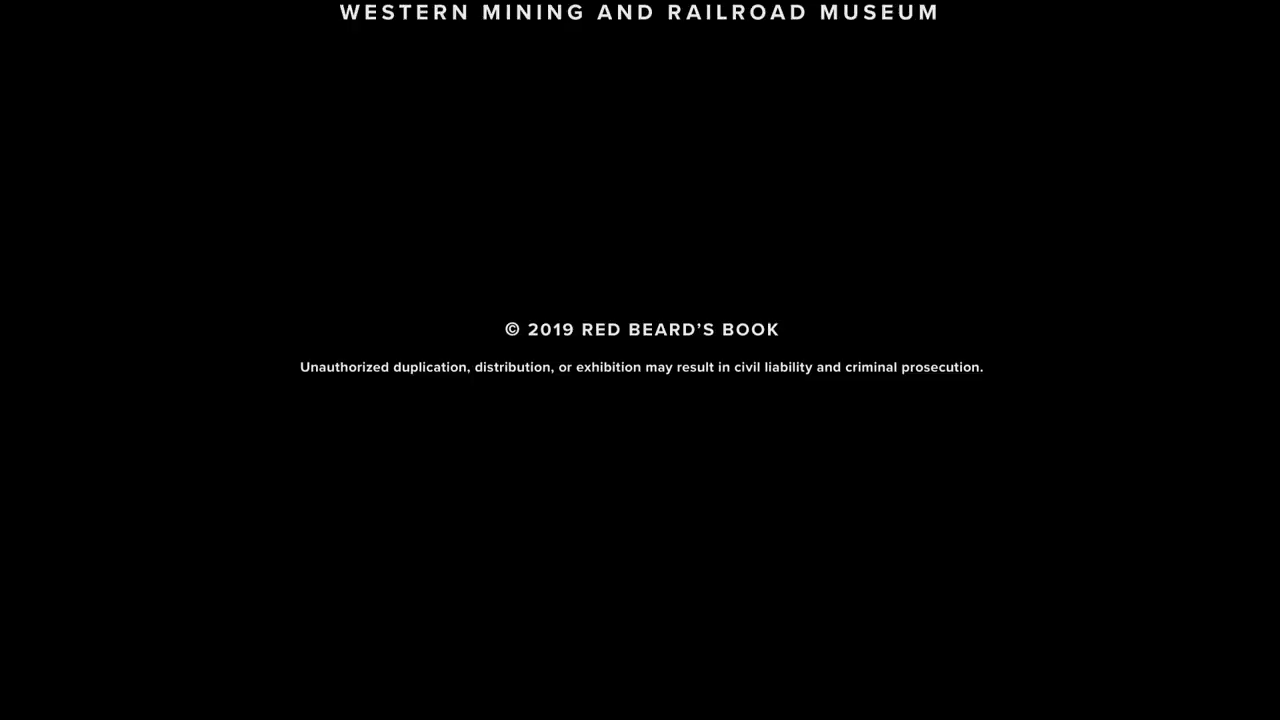 WESTERN MINING AND RAILROAD MUSEUM
© 2019 RED BEARD’S BOOK
Unauthorized duplication, distribution, or exhibition may result in civil liability and criminal prosecution.